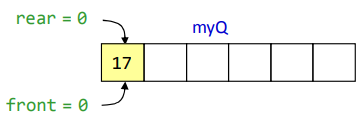 rear = 0
myQ
17
front = 0